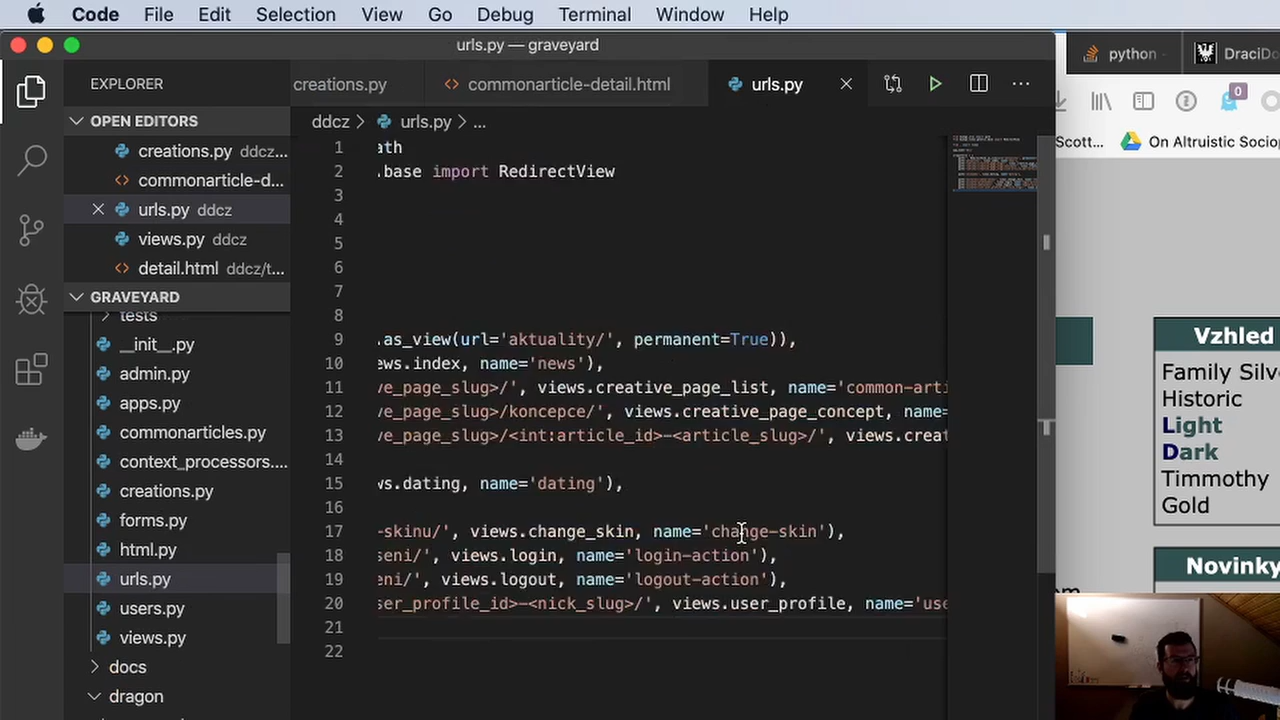 Code File Edit Selection View Go Debug Terminal Window Help
urls.py — graveyard
python
DraciDo
EXPLORER
creations.py
commonarticle-detail.html
urls.py
0
OPEN EDITORS
ddcz > urls.py > ...
Scott...
On Altruistic Sociop
creations.py ddcz...
commonarticle-d...
urls.py ddcz
views.py ddcz
detail.html ddcz/t...
GRAVEYARD
tests
__init__.py
admin.py
apps.py
commonarticles.py
context_processors....
creations.py
forms.py
html.py
urls.py
users.py
views.py
docs
dragon
1 ath
2 .base import RedirectView
3
4
5
6
7
8
9 .as_view(url='aktuality/', permanent=True)),
10 ews.index, name='news'),
11 ve_page_slug>/', views.creative_page_list, name='common-arti
12 ve_page_slug>/koncepce/', views.creative_page_concept, name=
13 ve_page_slug>/<int:article_id>-<article_slug>/', views.creat
14
15 ws.dating, name='dating'),
16
17 -skinu/', views.change_skin, name='change-skin'),
18 seni/', views.login, name='login-action'),
19 eni/', views.logout, name='logout-action'),
20 ser_profile_id>-<nick_slug>/', views.user_profile, name='use
21
22
Vzhled
Family Silve
Historic
Light
Dark
Timmothy
Gold
Novinky